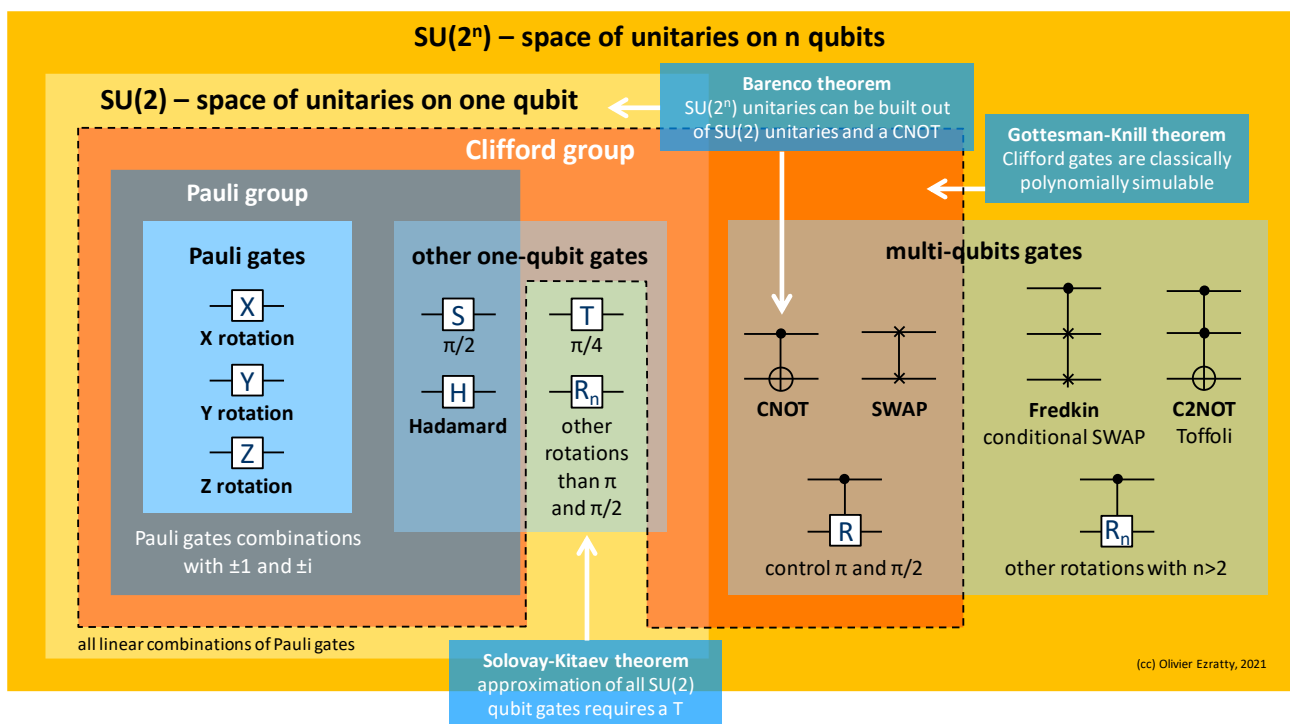 SU(2ⁿ) – space of unitaries on n qubits
SU(2) – space of unitaries on one qubit
Barenco theorem
SU(2ⁿ) unitaries can be built out
of SU(2) unitaries and a CNOT
Clifford group
Gottesman-Knill theorem
Clifford gates are classically
polynomially simulable
Pauli group
Pauli gates
X
X rotation
Y
Y rotation
Z
Z rotation
Pauli gates combinations
with ±1 and ±i
other one-qubit gates
S
π/2
T
π/4
H
Hadamard
Rₙ
other
rotations
than π
and π/2
multi-qubits gates
CNOT
SWAP
Fredkin
conditional SWAP
C2NOT
Toffoli
R
control π and π/2
Rₙ
other rotations with n>2
all linear combinations of Pauli gates
Solovay-Kitaev theorem
approximation of all SU(2)
qubit gates requires a T
(cc) Olivier Ezratty, 2021